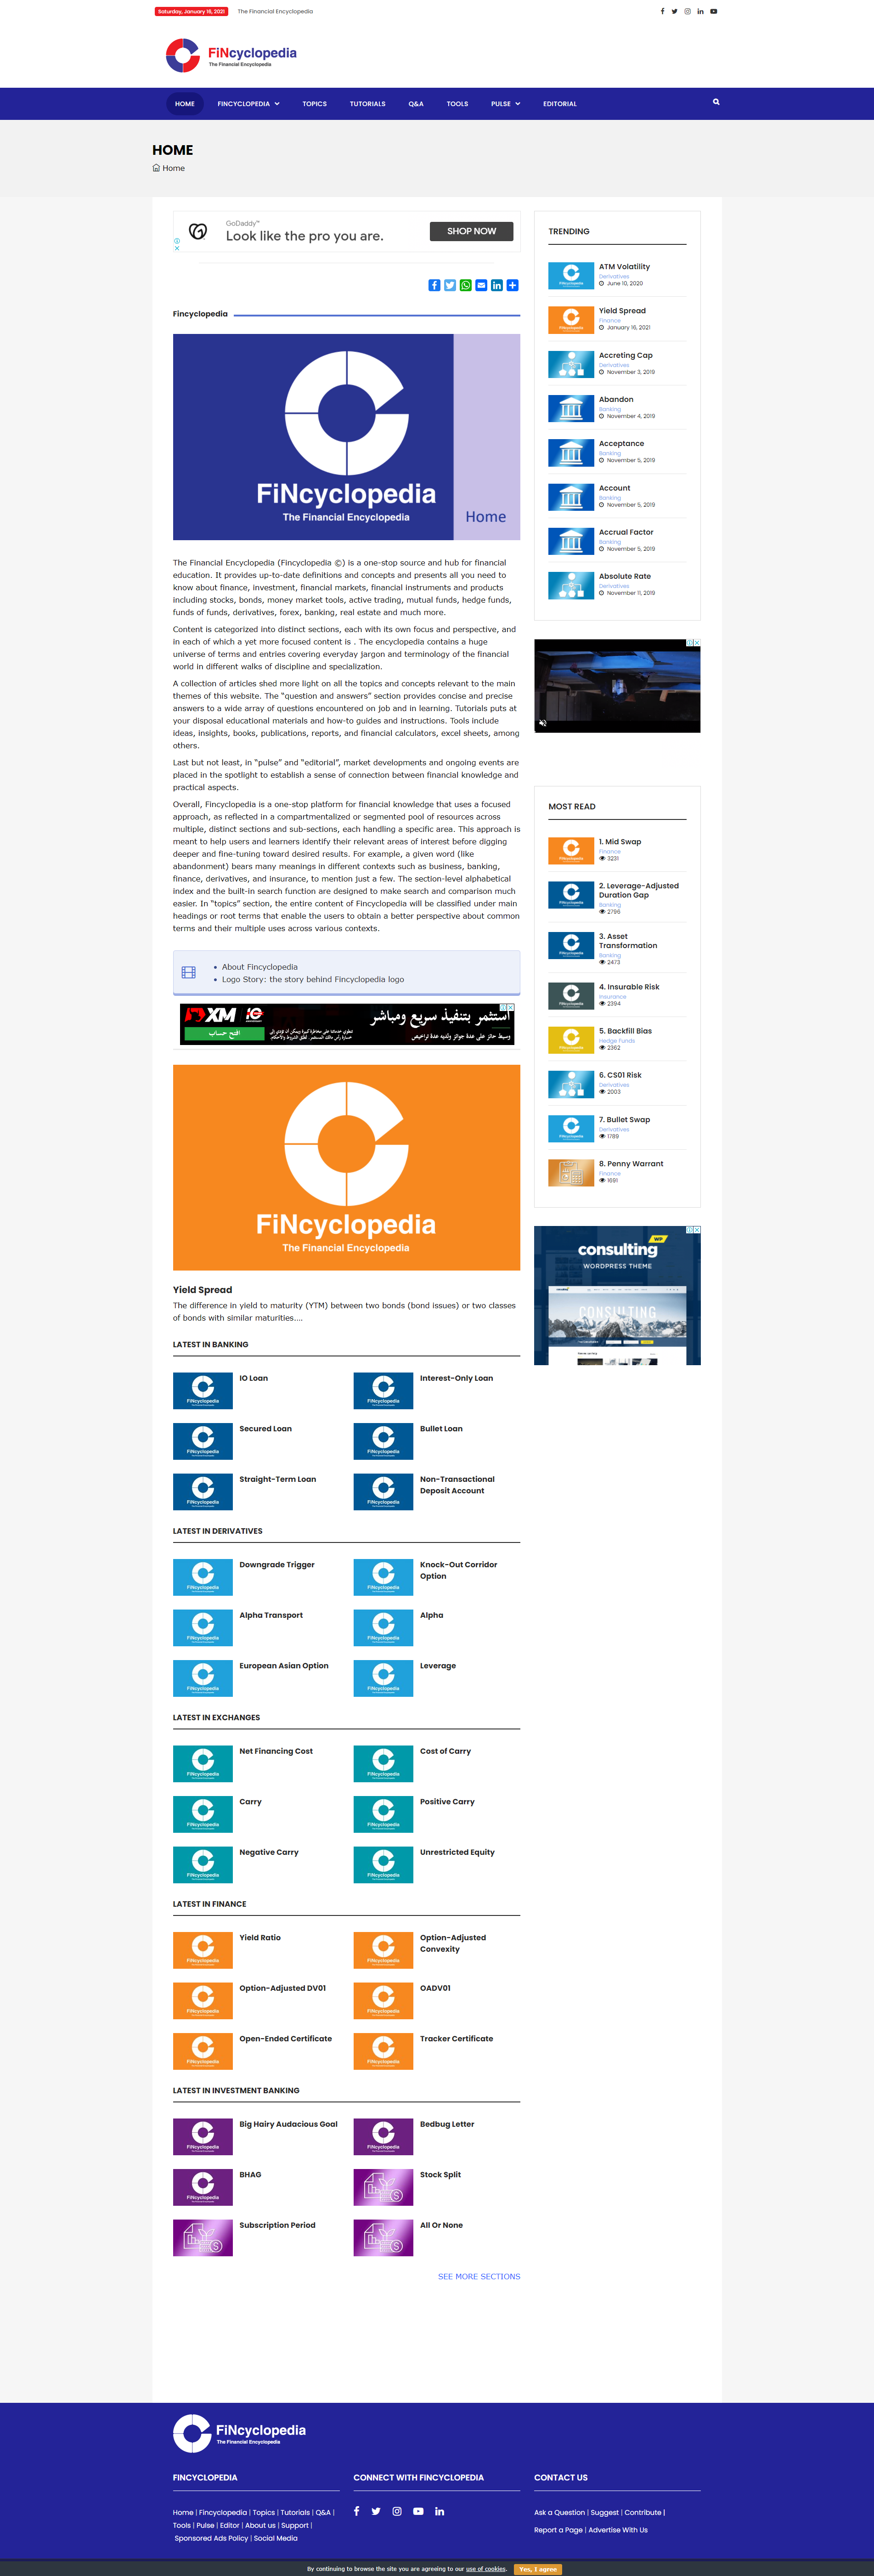 Saturday, January 16, 2021 The Financial Encyclopedia
FiNcyclopedia
The Financial Encyclopedia
HOME FINCYCLOPEDIA TOPICS TUTORIALS Q&A TOOLS PULSE EDITORIAL
HOME
Home
GoDaddy™
Look like the pro you are.
SHOP NOW
Fincyclopedia
FiNcyclopedia
The Financial Encyclopedia
Home
The Financial Encyclopedia (Fincyclopedia ©) is a one-stop source and hub for financial
education. It provides up-to-date definitions and concepts and presents all you need to
know about finance, investment, financial markets, financial instruments and products
including stocks, bonds, money market tools, active trading, mutual funds, hedge funds,
funds of funds, derivatives, forex, banking, real estate and much more.
Content is categorized into distinct sections, each with its own focus and perspective, and
in each of which a yet more focused content is . The encyclopedia contains a huge
universe of terms and entries covering everyday jargon and terminology of the financial
world in different walks of discipline and specialization.
A collection of articles shed more light on all the topics and concepts relevant to the main
themes of this website. The “question and answers” section provides concise and precise
answers to a wide array of questions encountered on job and in learning. Tutorials puts at
your disposal educational materials and how-to guides and instructions. Tools include
ideas, insights, books, publications, reports, and financial calculators, excel sheets, among
others.
Last but not least, in “pulse” and “editorial”, market developments and ongoing events are
placed in the spotlight to establish a sense of connection between financial knowledge and
practical aspects.
Overall, Fincyclopedia is a one-stop platform for financial knowledge that uses a focused
approach, as reflected in a compartmentalized or segmented pool of resources across
multiple, distinct sections and sub-sections, each handling a specific area. This approach is
meant to help users and learners identify their relevant areas of interest before digging
deeper and fine-tuning toward desired results. For example, a given word (like
abandonment) bears many meanings in different contexts such as business, banking,
finance, derivatives, and insurance, to mention just a few. The section-level alphabetical
index and the built-in search function are designed to make search and comparison much
easier. In “topics” section, the entire content of Fincyclopedia will be classified under main
headings or root terms that enable the users to obtain a better perspective about common
terms and their multiple uses across various contexts.
About Fincyclopedia
Logo Story: the story behind Fincyclopedia logo
XM
استثمر بتنفيذ سريع ومباشر
افتح حساب
FiNcyclopedia
The Financial Encyclopedia
Yield Spread
The difference in yield to maturity (YTM) between two bonds (bond issues) or two classes
of bonds with similar maturities....
LATEST IN BANKING
IO Loan
Interest-Only Loan
Secured Loan
Bullet Loan
Straight-Term Loan
Non-Transactional
Deposit Account
LATEST IN DERIVATIVES
Downgrade Trigger
Knock-Out Corridor
Option
Alpha Transport
Alpha
European Asian Option
Leverage
LATEST IN EXCHANGES
Net Financing Cost
Cost of Carry
Carry
Positive Carry
Negative Carry
Unrestricted Equity
LATEST IN FINANCE
Yield Ratio
Option-Adjusted
Convexity
Option-Adjusted DV01
OADV01
Open-Ended Certificate
Tracker Certificate
LATEST IN INVESTMENT BANKING
Big Hairy Audacious Goal
Bedbug Letter
BHAG
Stock Split
Subscription Period
All Or None
SEE MORE SECTIONS
TRENDING
ATM Volatility
Derivatives
June 10, 2020
Yield Spread
Finance
January 16, 2021
Accreting Cap
Derivatives
November 3, 2019
Abandon
Banking
November 4, 2019
Acceptance
Banking
November 5, 2019
Account
Banking
November 5, 2019
Accrual Factor
Banking
November 5, 2019
Absolute Rate
Derivatives
November 11, 2019
MOST READ
1. Mid Swap
Finance
3231
2. Leverage-Adjusted
Duration Gap
Banking
2796
3. Asset
Transformation
Banking
2473
4. Insurable Risk
Insurance
2394
5. Backfill Bias
Hedge Funds
2362
6. CS01 Risk
Derivatives
2003
7. Bullet Swap
Derivatives
1789
8. Penny Warrant
Finance
1691
WP
consulting
WORDPRESS THEME
CONSULTING
FiNcyclopedia
The Financial Encyclopedia
FINCYCLOPEDIA
Home | Fincyclopedia | Topics | Tutorials | Q&A |
Tools | Pulse | Editor | About us | Support |
Sponsored Ads Policy | Social Media
CONNECT WITH FINCYCLOPEDIA
CONTACT US
Ask a Question | Suggest | Contribute |
Report a Page | Advertise With Us
By continuing to browse the site you are agreeing to our use of cookies. Yes, I agree